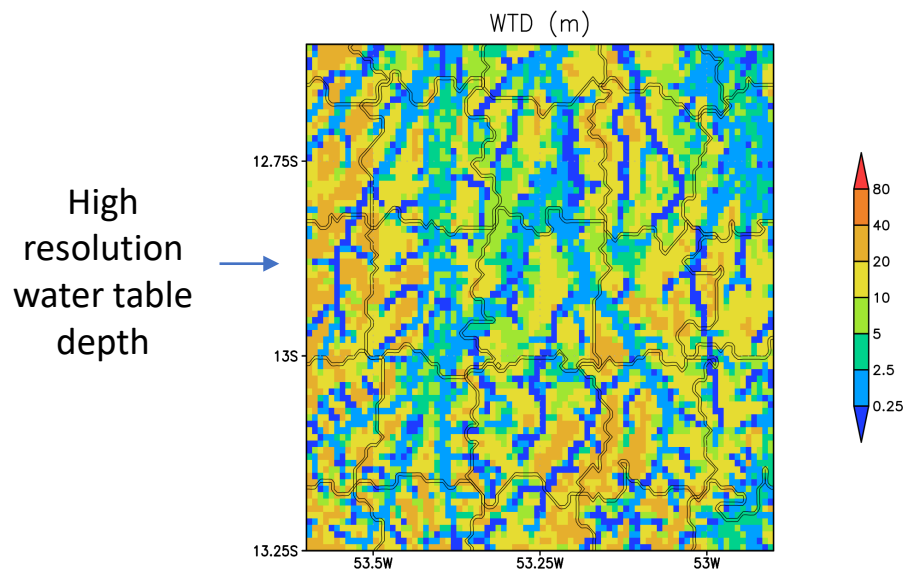 WTD (m)
High
resolution
water table
depth
12.75S
13S
13.25S
53.5W
53.25W
53W
80
40
20
10
5
2.5
0.25